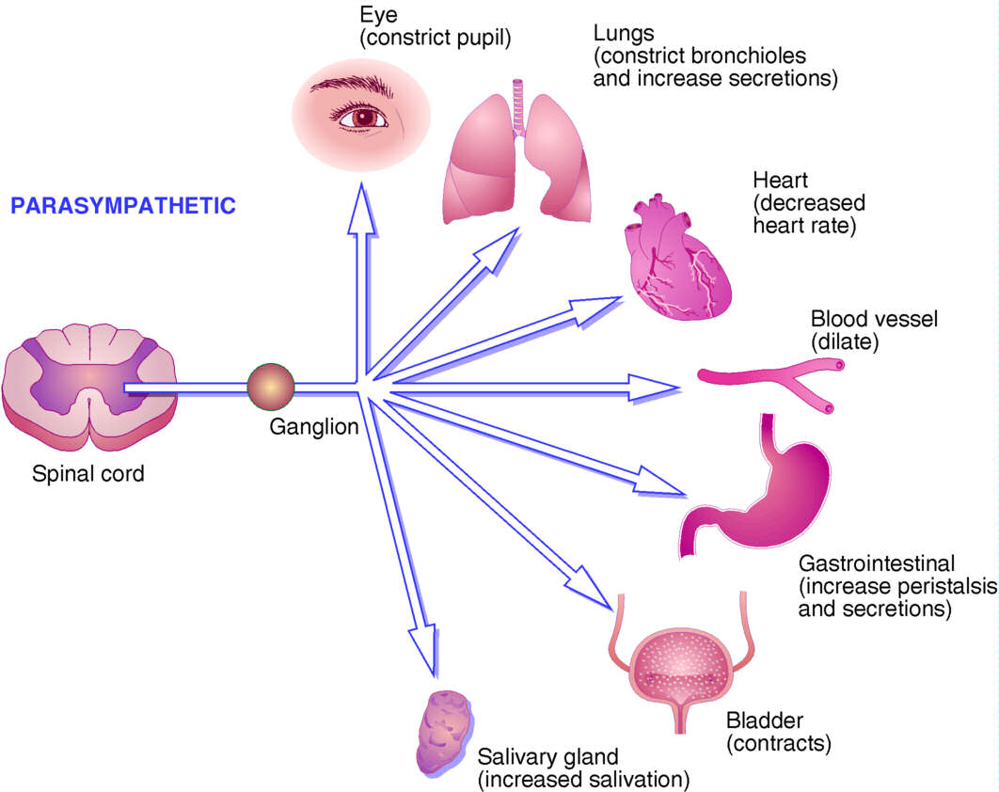 Eye
(constrict pupil)
Lungs
(constrict bronchioles
and increase secretions)
PARASYMPATHETIC
Heart
(decreased
heart rate)
Blood vessel
(dilate)
Ganglion
Spinal cord
Gastrointestinal
(increase peristalsis
and secretions)
Bladder
(contracts)
Salivary gland
(increased salivation)